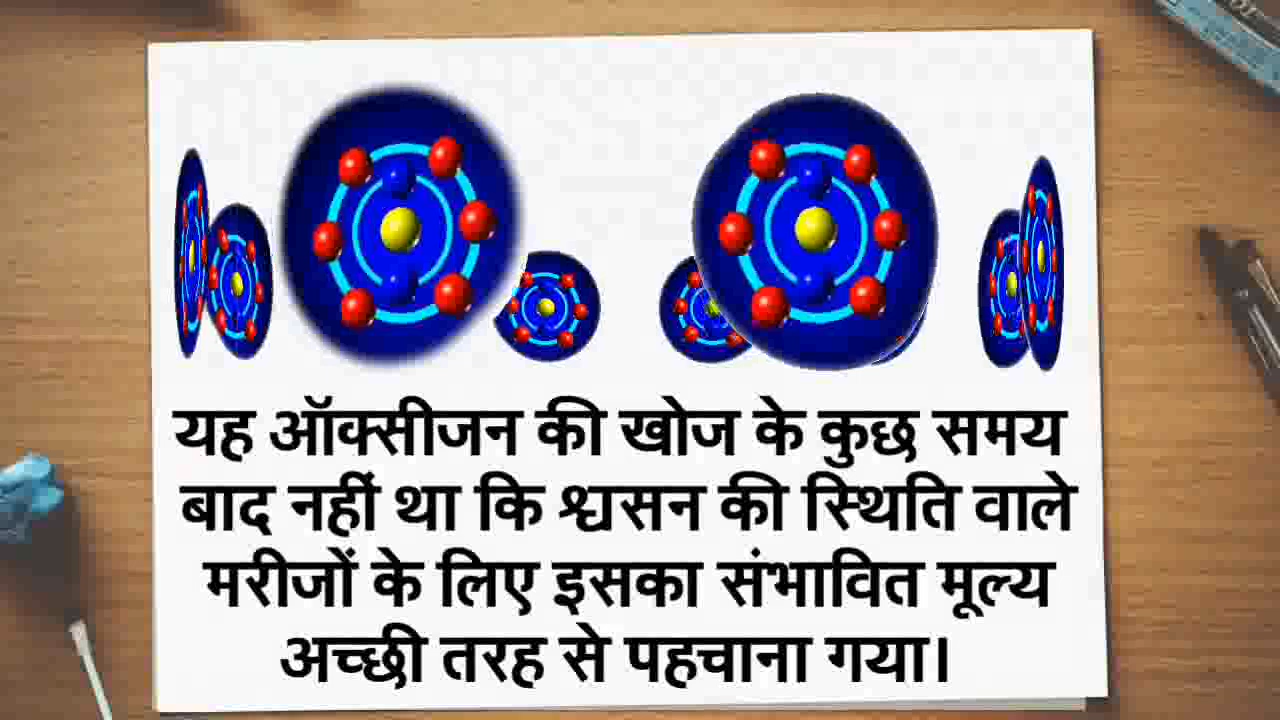 यह ऑक्सीजन की खोज के कुछ समय
बाद नहीं था कि श्वसन की स्थिति वाले
मरीजों के लिए इसका संभावित मूल्य
अच्छी तरह से पहचाना गया।